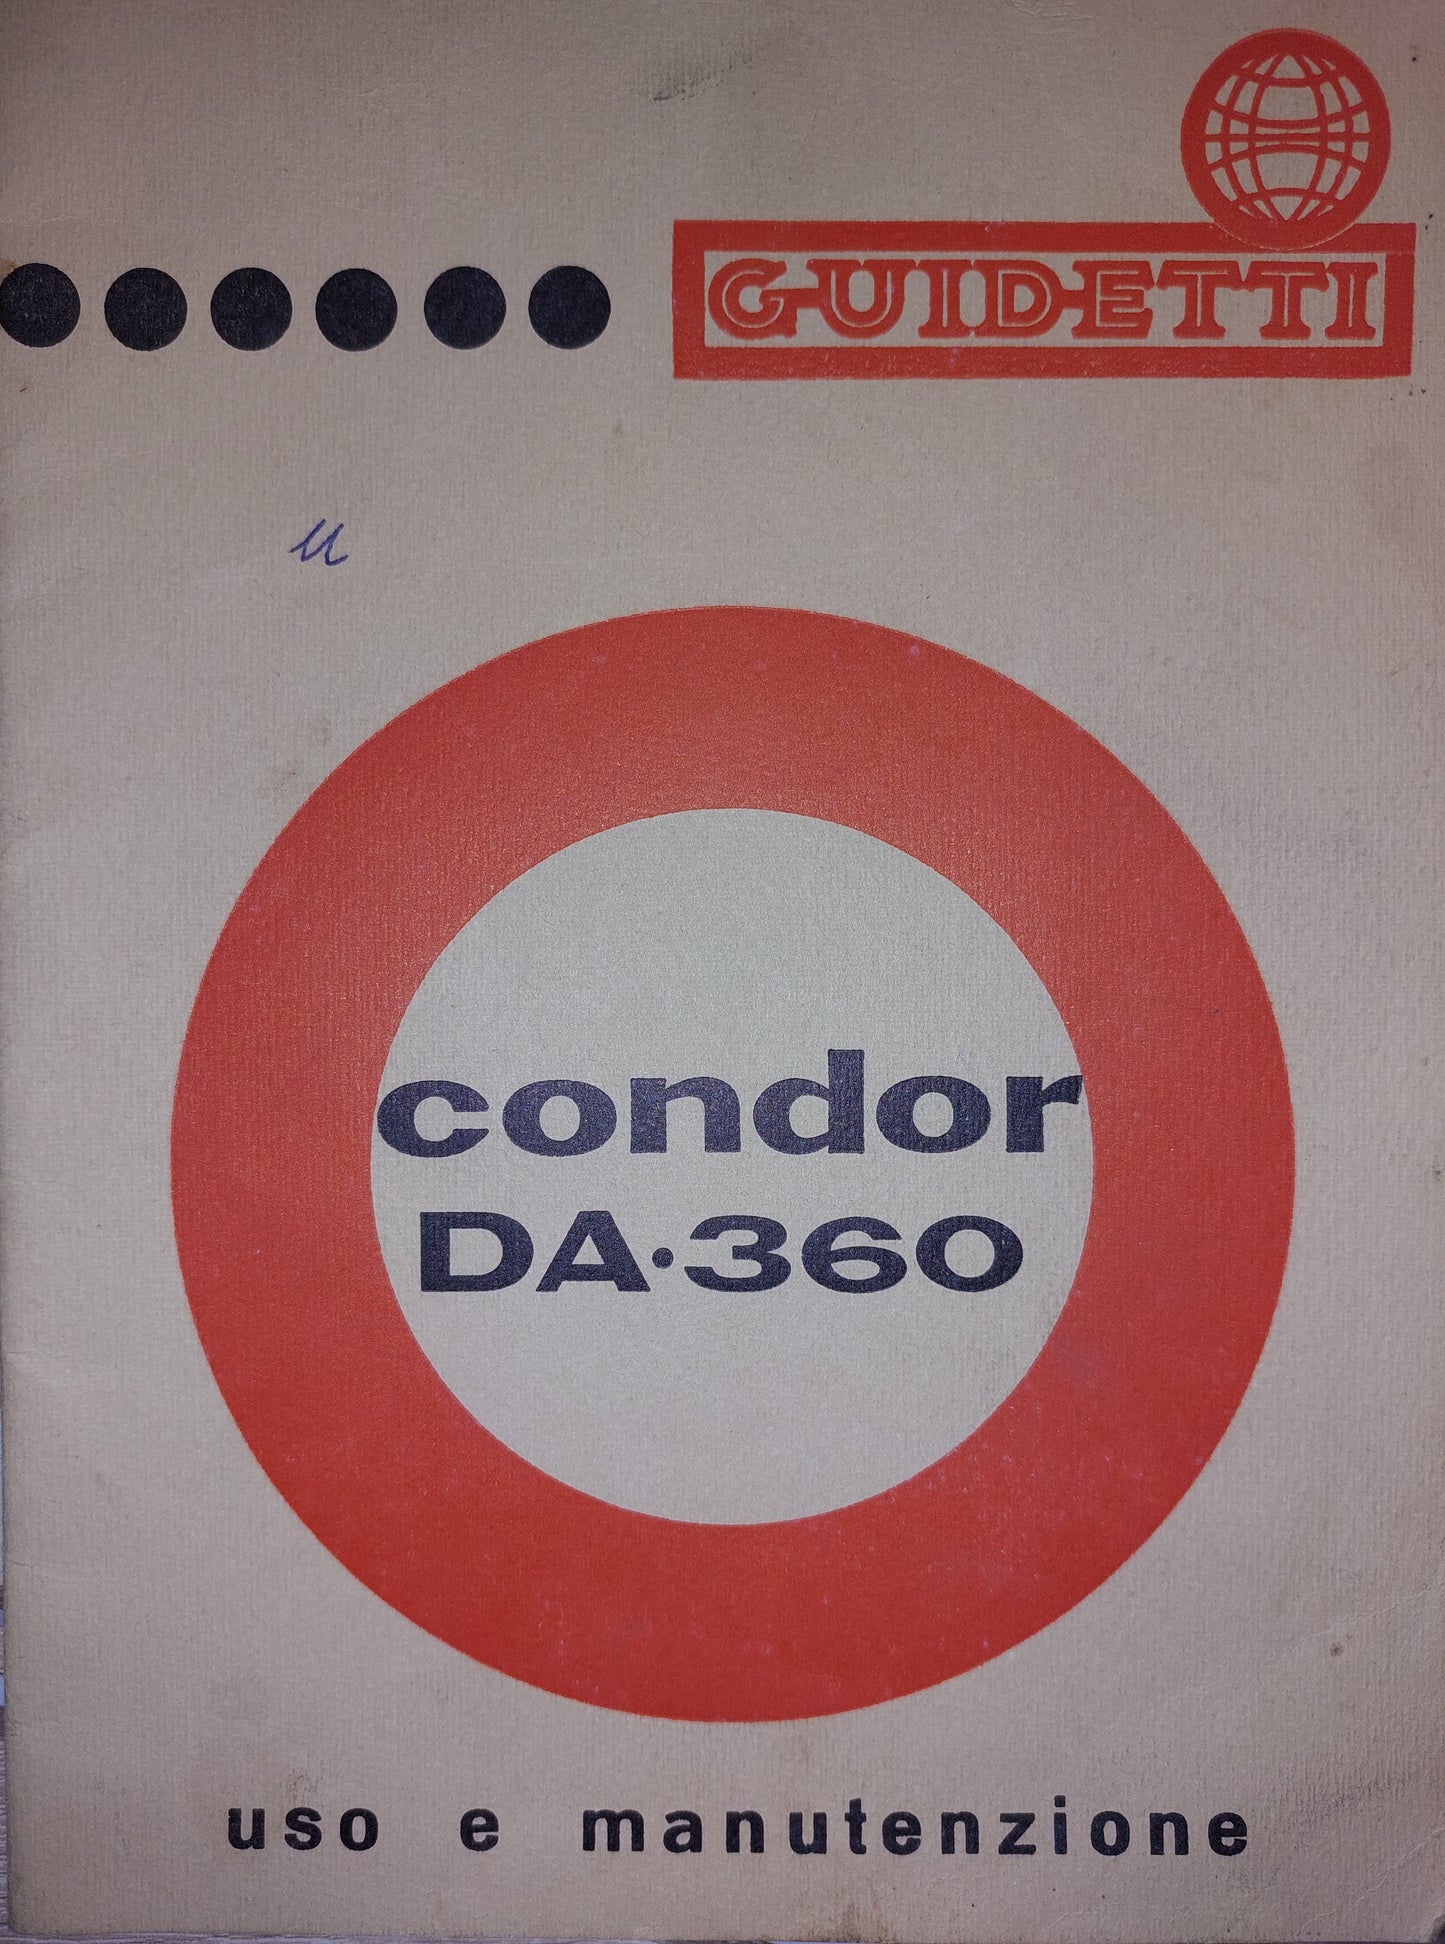 GUIDETTI
u
condor
DA·360
uso e manutenzione